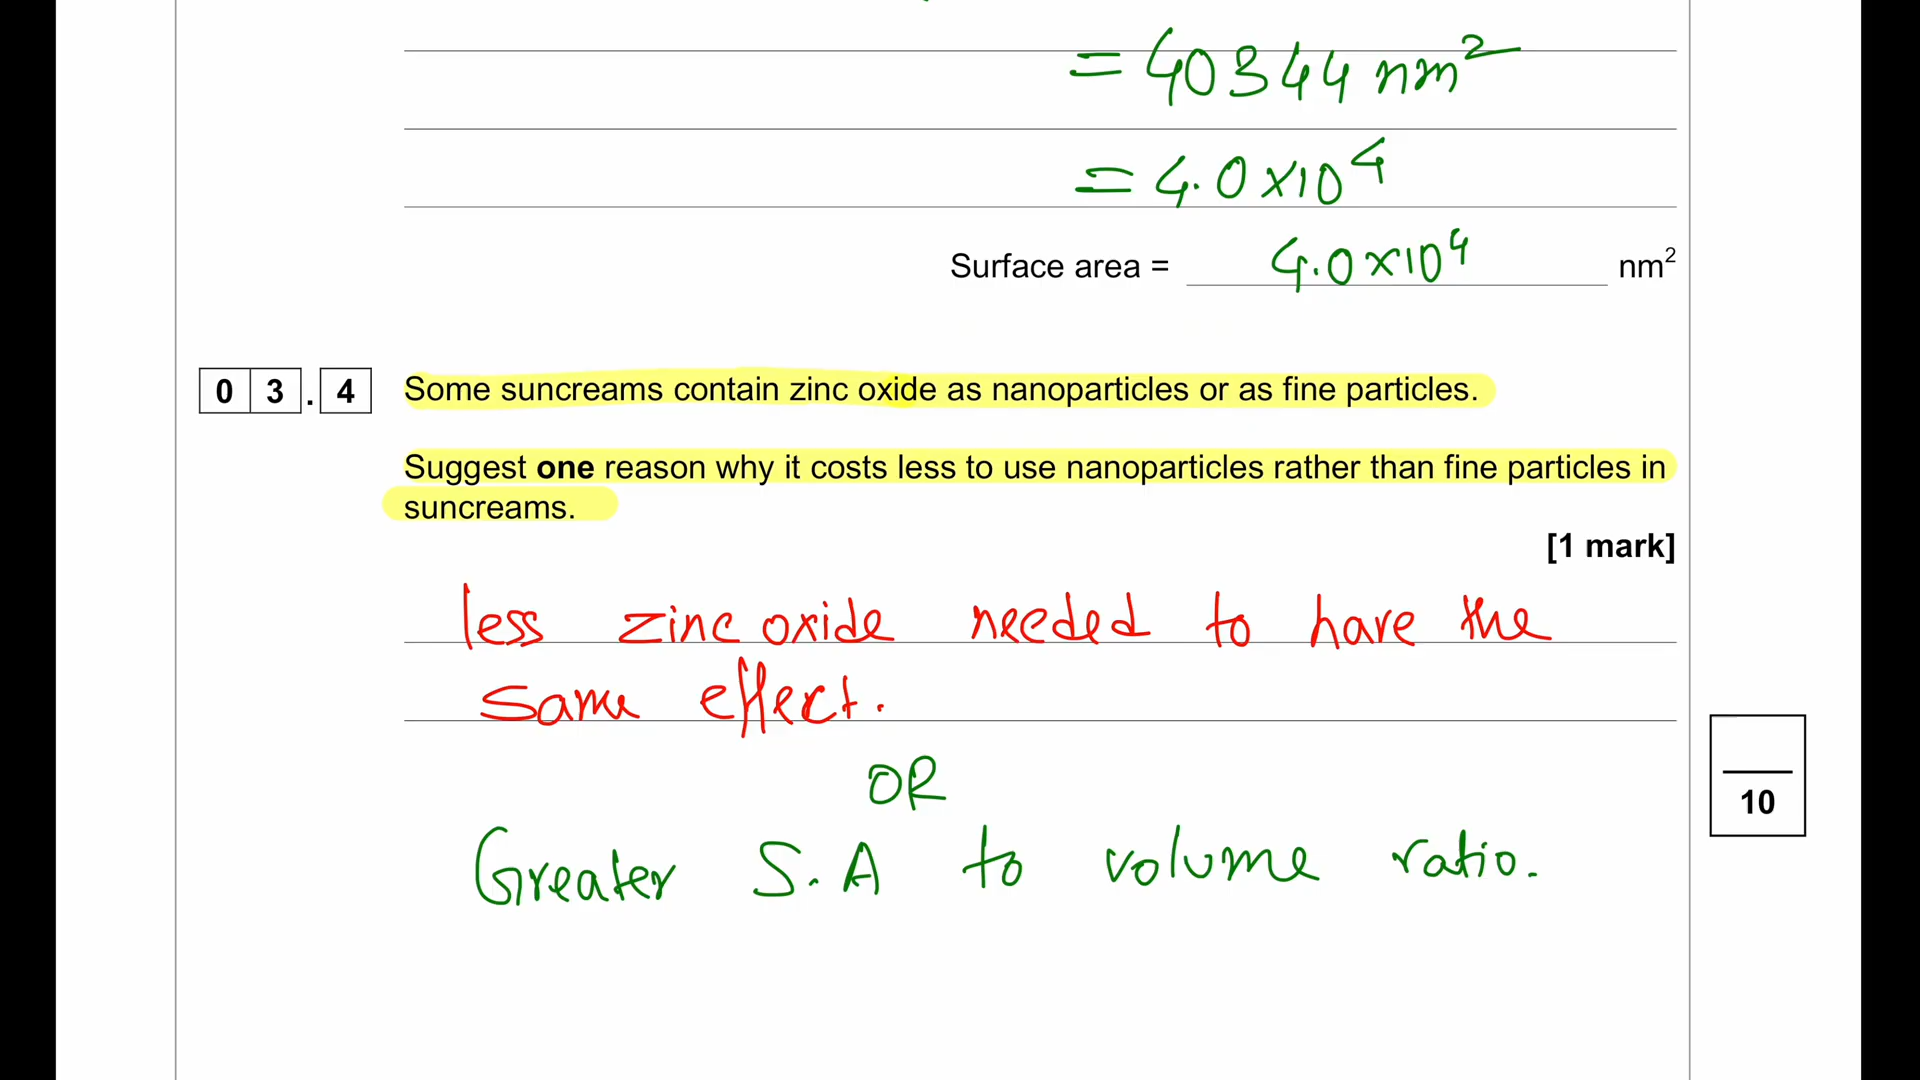 = 40344 nm²
= 4.0 x 10⁴
Surface area = 4.0 x 10⁴ nm²
0 3 . 4 Some suncreams contain zinc oxide as nanoparticles or as fine particles.
Suggest one reason why it costs less to use nanoparticles rather than fine particles in
suncreams.
[1 mark]
less zinc oxide needed to have the
same effect.
OR
10
Greater S.A to volume ratio.